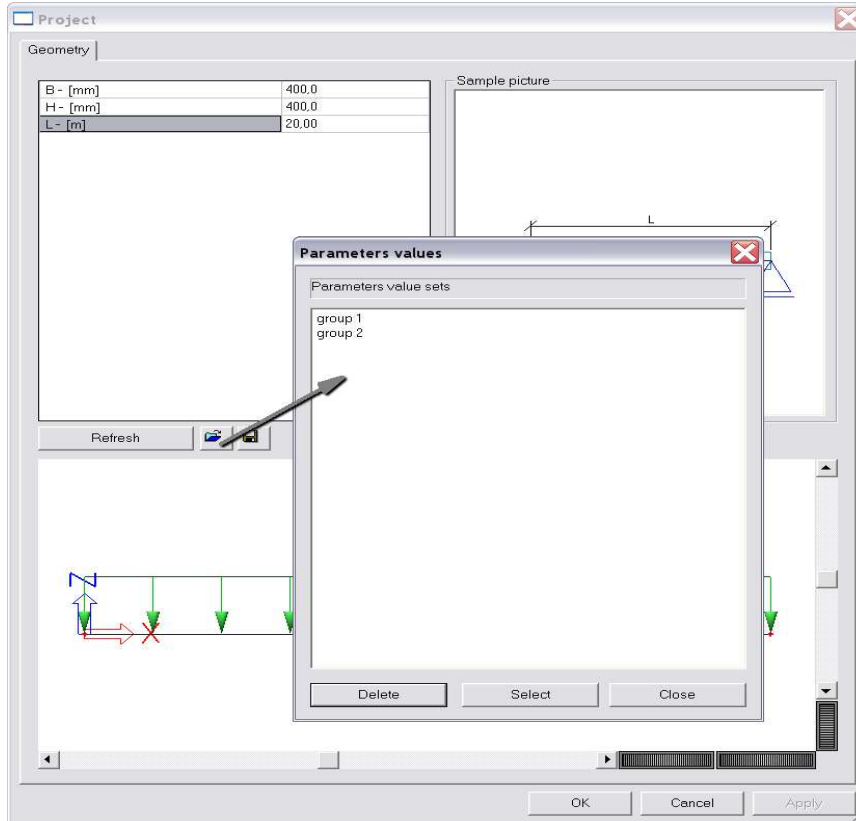 Project
Geometry
B - [mm] 400,0
H - [mm] 400,0
L - [m] 20,00
Sample picture
L
Parameters values
Parameters value sets
group 1
group 2
Refresh
Z
X
Delete Select Close
OK Cancel Apply